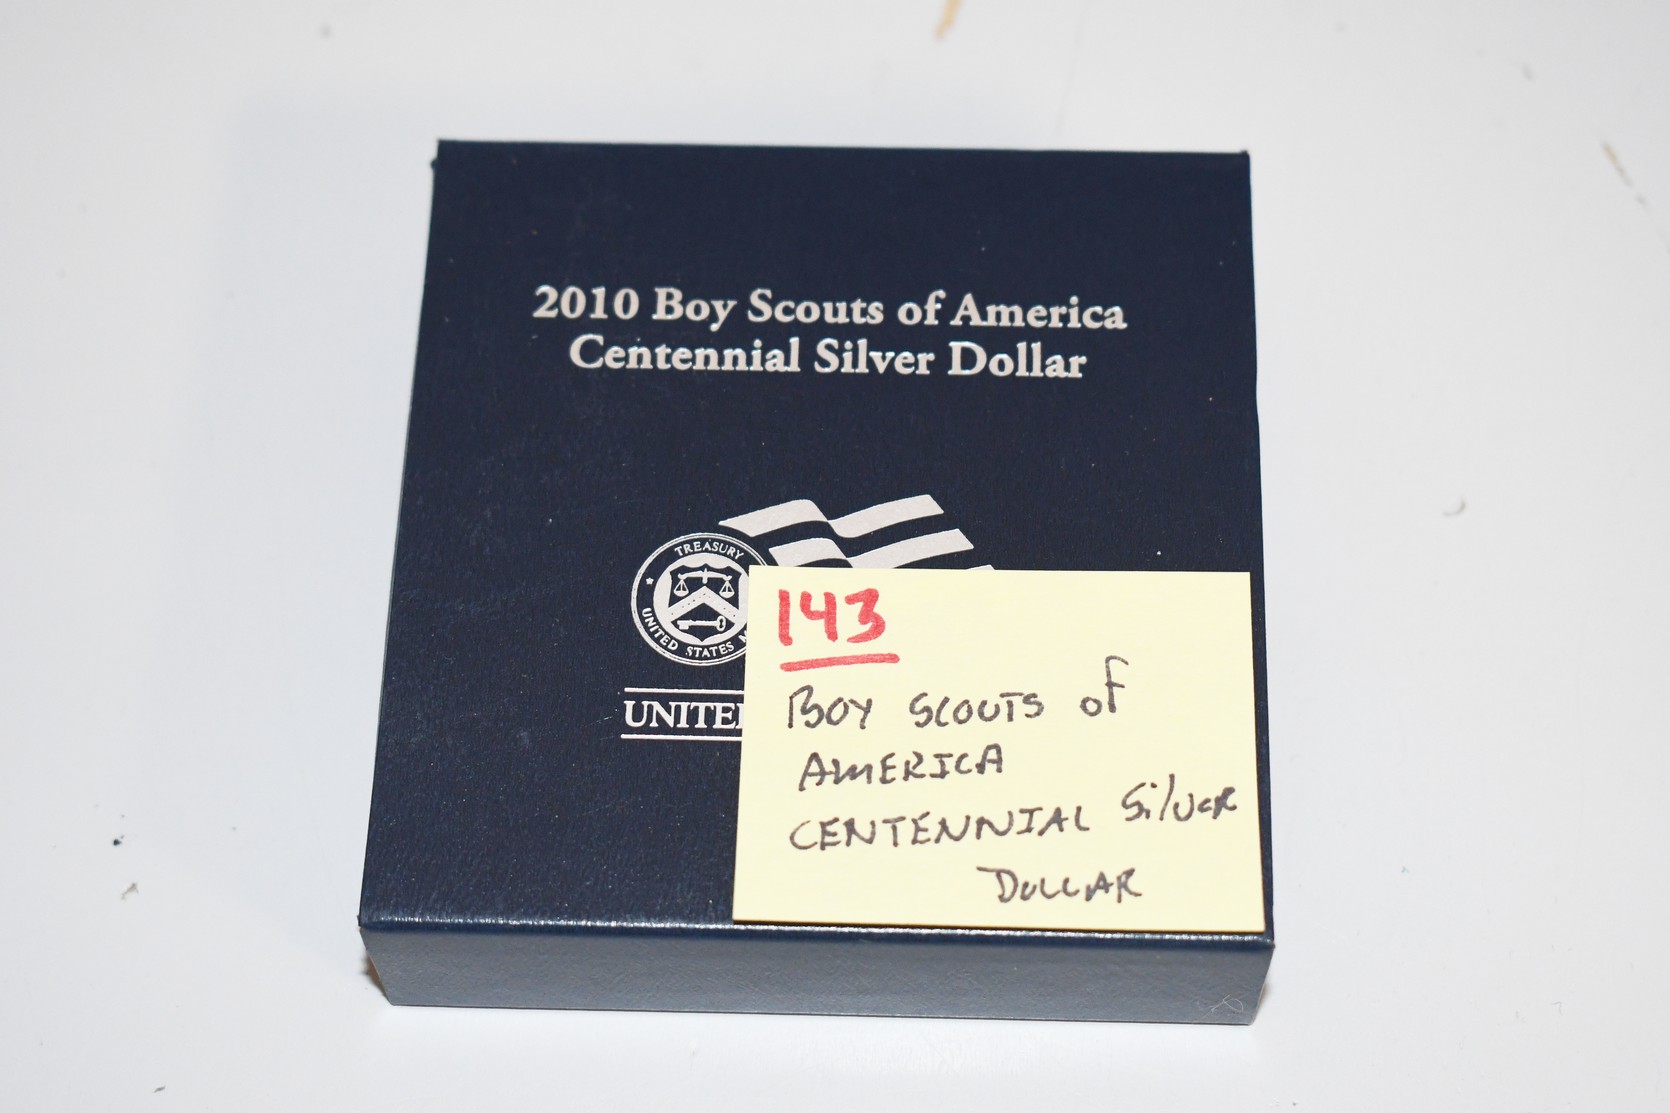 2010 Boy Scouts of America
Centennial Silver Dollar
TREASURY
UNITED STATES
UNITE
143
BOY SCOUTS of
AMERICA
CENTENNIAL Silver
DOLLAR